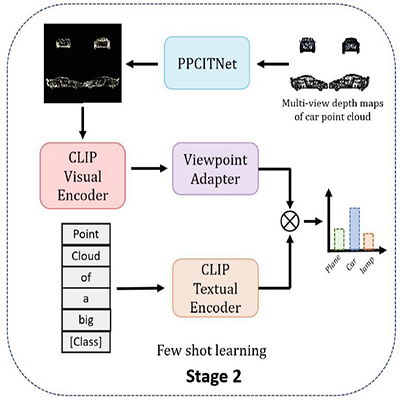 PPCITNet
Multi-view depth maps
of car point cloud
CLIP
Visual
Encoder
Viewpoint
Adapter
Plane
Car
lamp
Point
Cloud
of
a
big
[Class]
CLIP
Textual
Encoder
Few shot learning
Stage 2